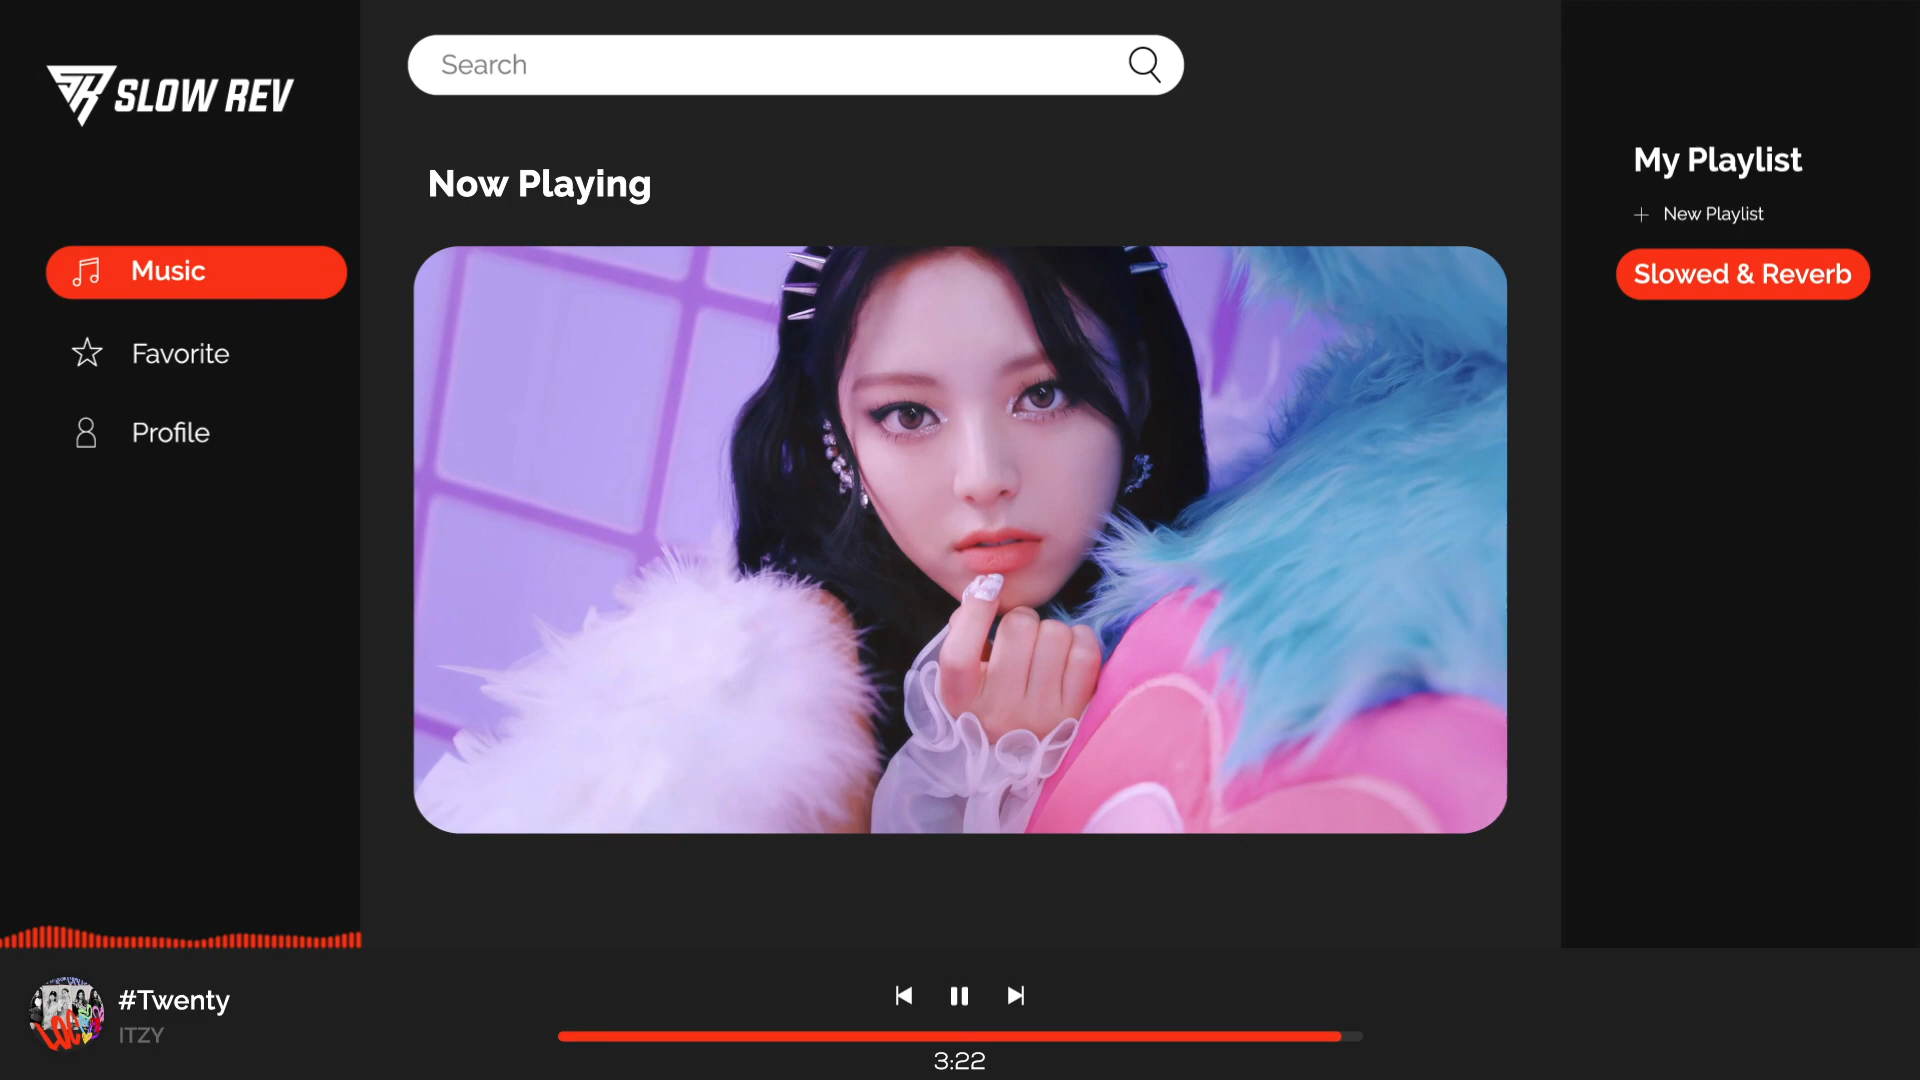 SLOW REV
Search
Now Playing
Music
Favorite
Profile
My Playlist
+ New Playlist
Slowed & Reverb
#Twenty
ITZY
3:22